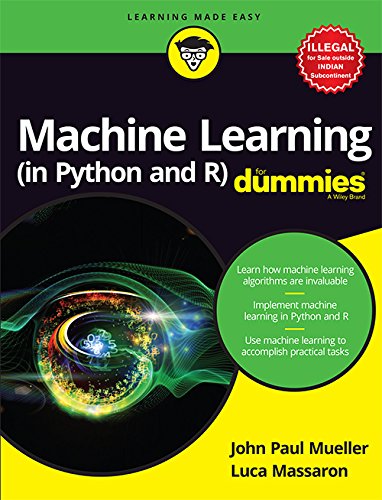 LEARNING MADE EASY
ILLEGAL
for Sale outside
INDIAN
Subcontinent
Machine Learning
(in Python and R)
for
dummies®
A Wiley Brand
Learn how machine learning
algorithms are invaluable
Implement machine
learning in Python and R
Use machine learning to
accomplish practical tasks
John Paul Mueller
Luca Massaron